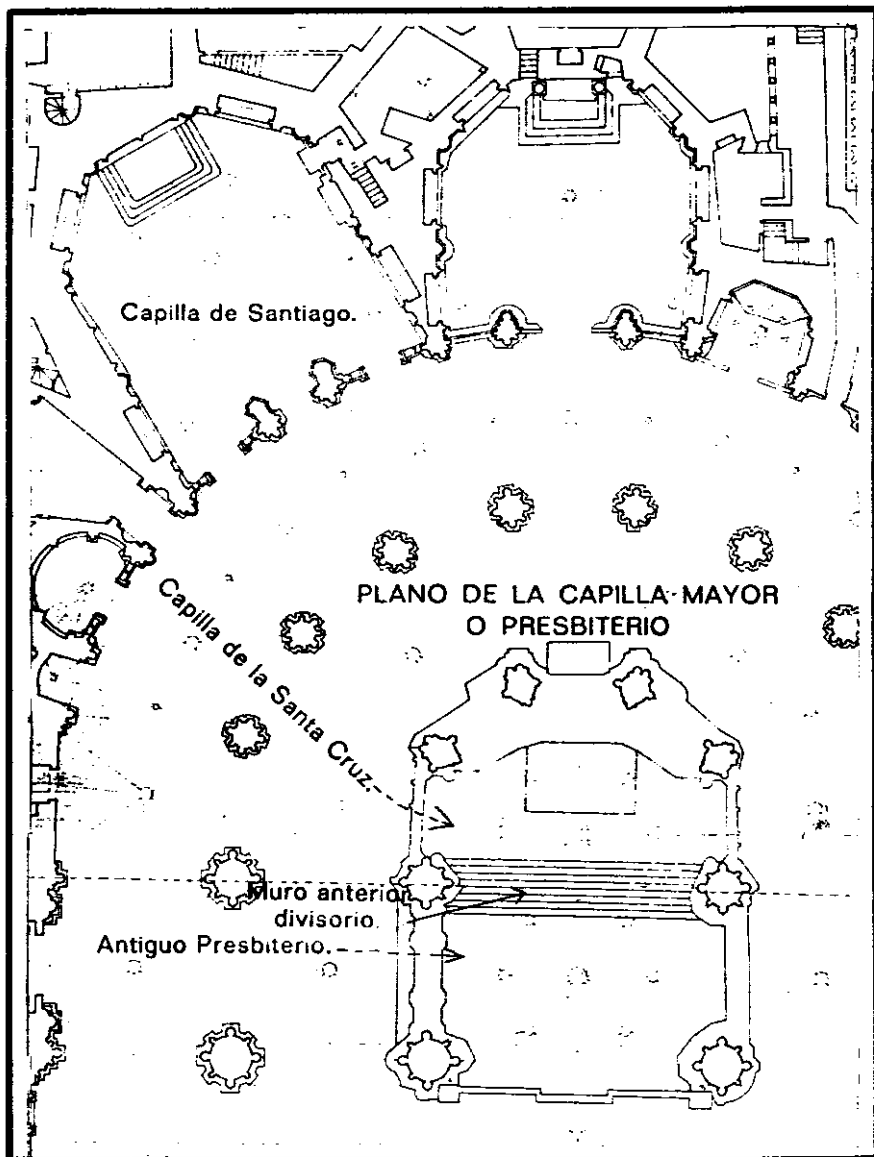 Capilla de Santiago.
PLANO DE LA CAPILLA-MAYOR
O PRESBITERIO
Capilla de la Santa Cruz.
Muro anterior
divisorio.
Antiguo Presbiterio.